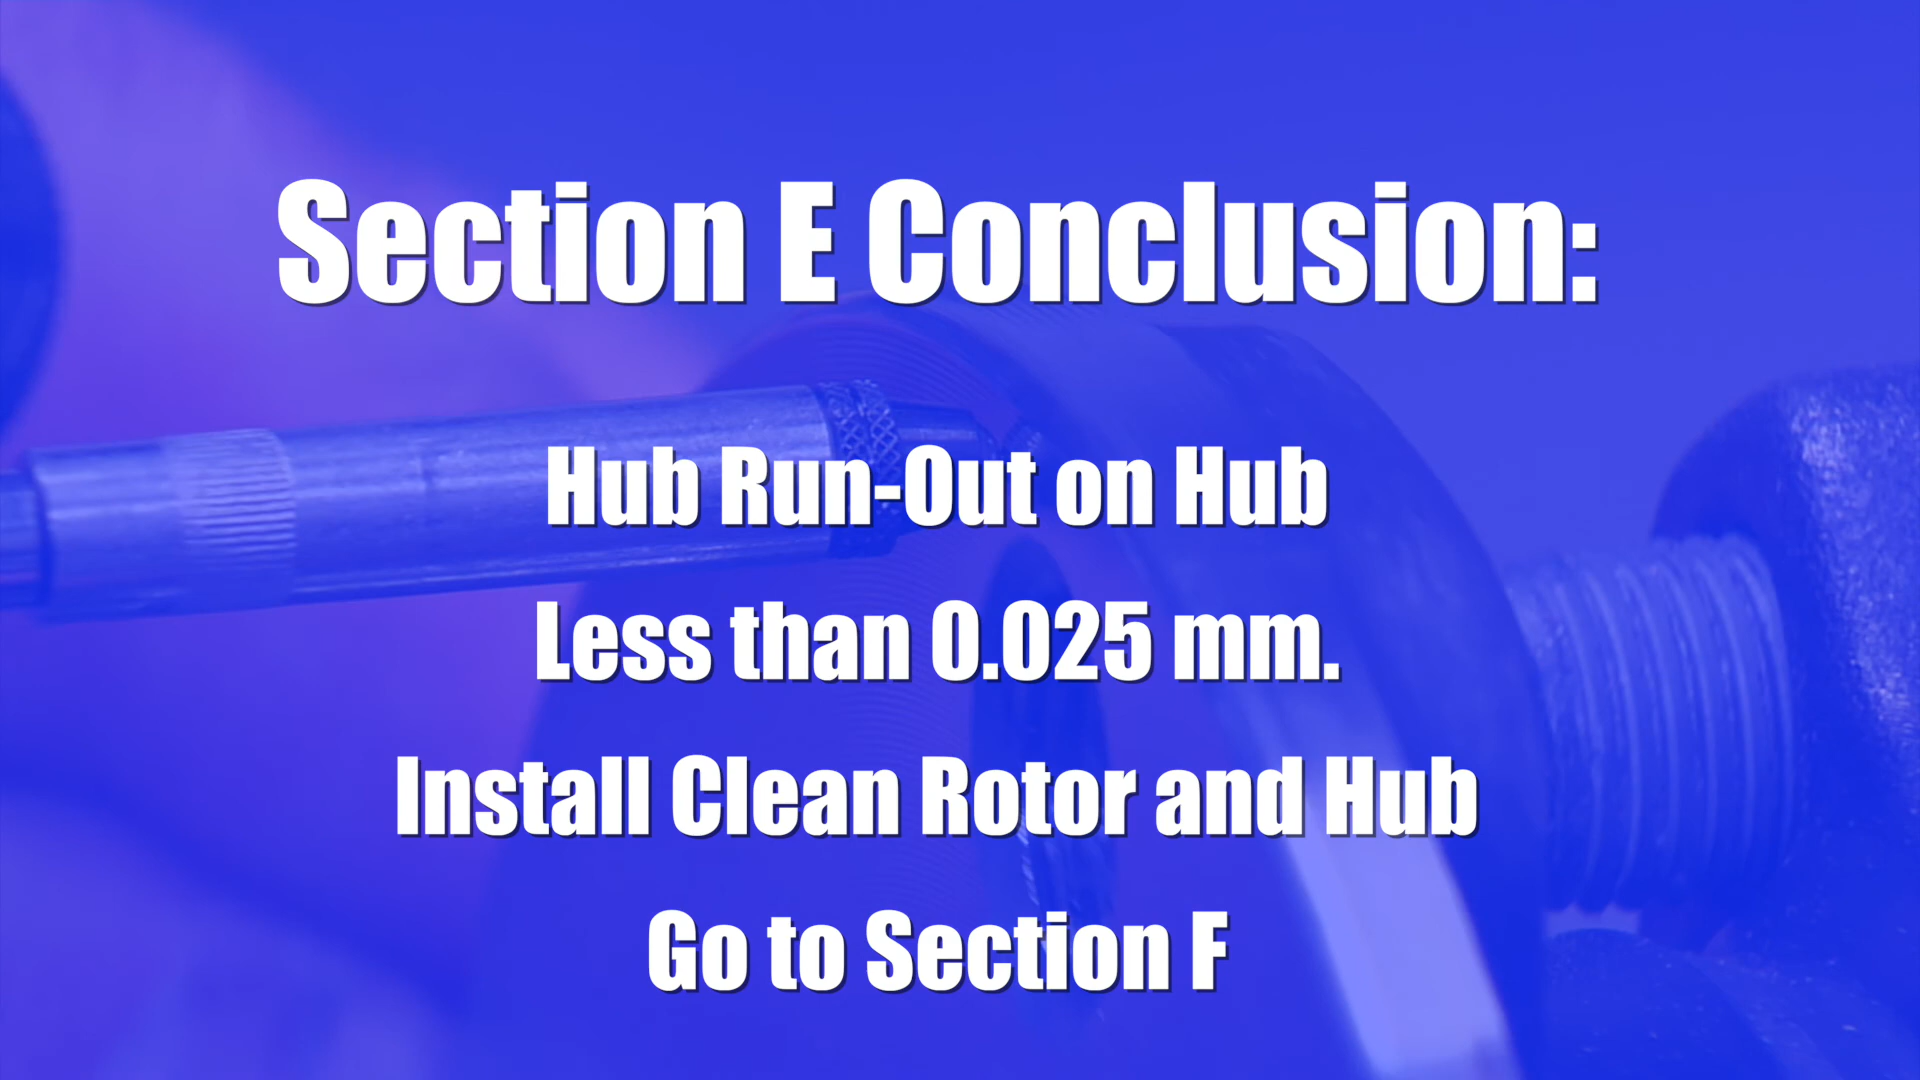 Section E Conclusion:
Hub Run-Out on Hub
Less than 0.025 mm.
Install Clean Rotor and Hub
Go to Section F